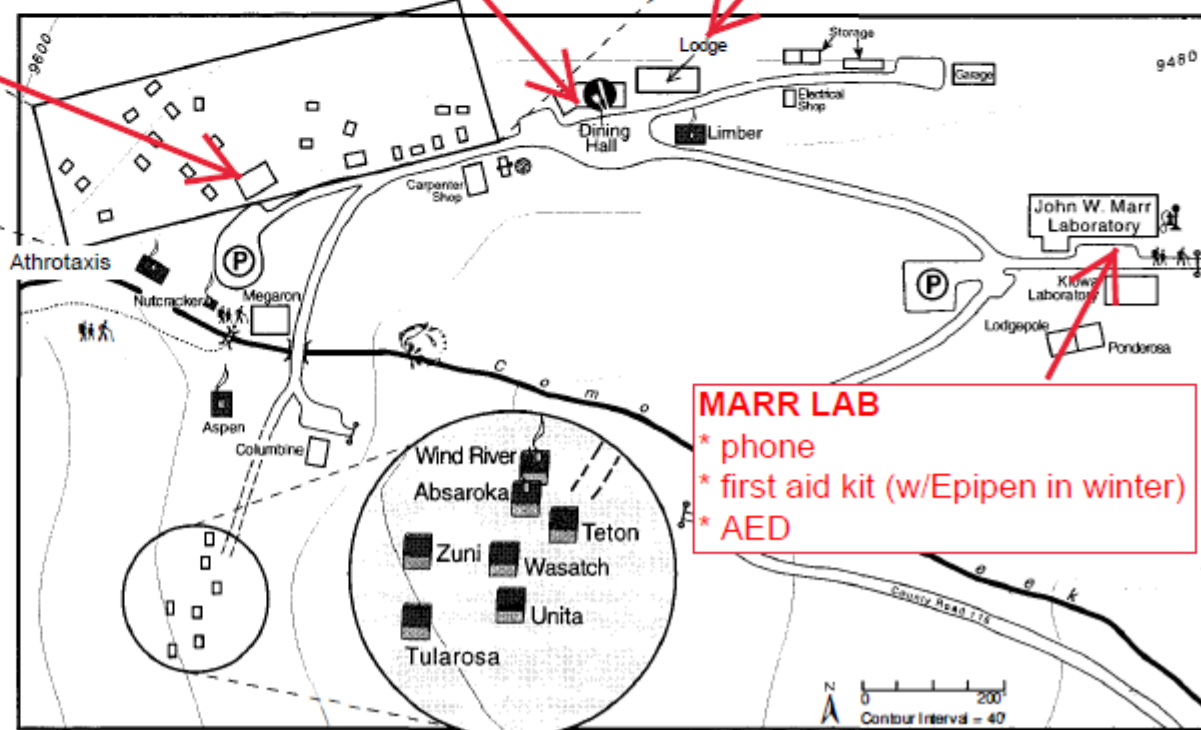 9600
Storage
Lodge
9480
Garage
Electrical
Shop
Dining
Hall
Limber
Carpenter
Shop
John W. Marr
Laboratory
P
Athrotaxis
Nutcracker
Megaron
P
Kiowa
Laboratory
Lodgepole
Ponderosa
Como
Creek
Aspen
Columbine
MARR LAB
* phone
* first aid kit (w/Epipen in winter)
* AED
Wind River
Absaroka
Teton
Zuni
Wasatch
Unita
Tularosa
County Road 116
N
0 200'
Contour Interval = 40'